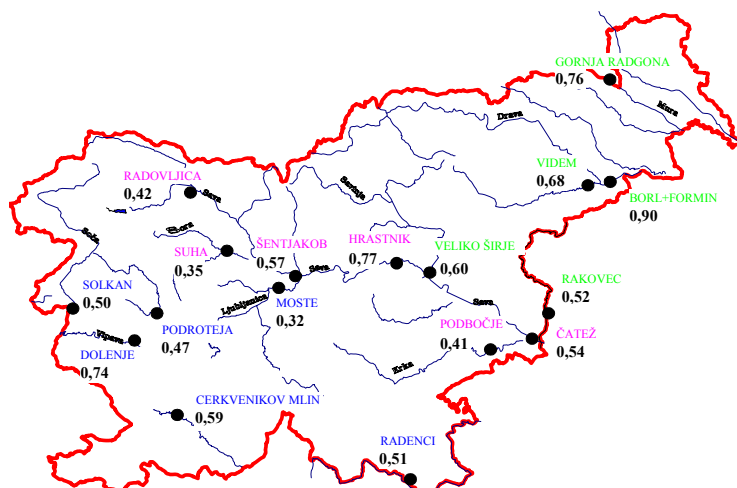 GORNJA RADGONA
0,76
Mura
Drava
VIDEM
0,68
BORL+FORMIN
0,90
RADOVLJICA
0,42
Sava
Savinja
Soča
SUHA
0,35
ŠENTJAKOB
0,57
Sava
HRASTNIK
0,77
VELIKO ŠIRJE
0,60
SOLKAN
0,50
Ljubljanica
MOSTE
0,32
Sava
RAKOVEC
0,52
Vipava
PODROTEJA
0,47
PODBOČJE
0,41
ČATEŽ
0,54
DOLENJE
0,74
Krka
CERKVENIKOV MLIN
0,59
RADENCI
0,51